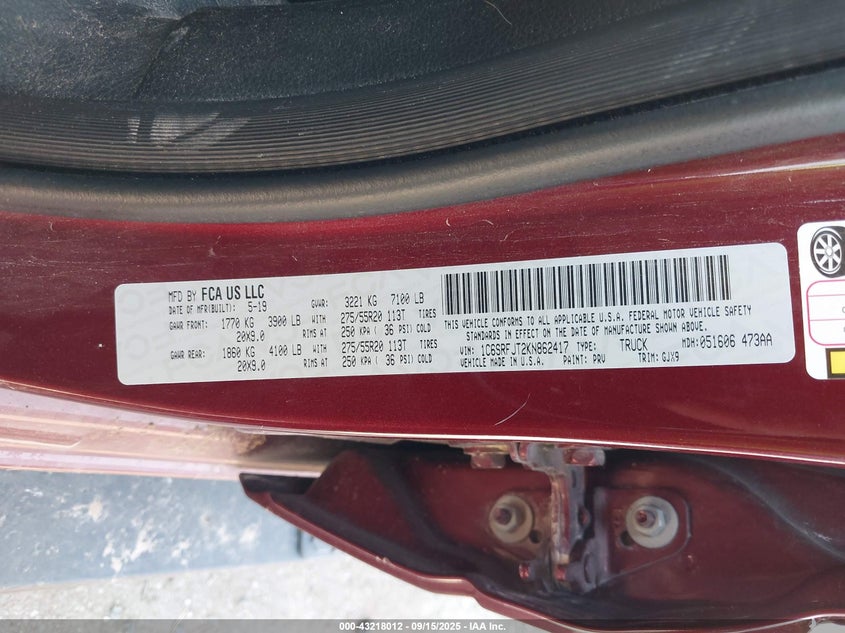 MFD BY FCA US LLC
DATE OF MFR(BUILT) 5-19 GVWR: 3221 KG 7100 LB
GAWR FRONT: 1770 KG 3900 LB WITH 275/55R20 113T TIRES
20X9.0 RIMS AT 250 KPA ( 36 PSI) COLD
GAWR REAR: 1860 KG 4100 LB WITH 275/55R20 113T TIRES
20X9.0 RIMS AT 250 KPA ( 36 PSI) COLD
THIS VEHICLE CONFORMS TO ALL APPLICABLE U.S.A. FEDERAL MOTOR VEHICLE SAFETY
STANDARDS IN EFFECT ON THE DATE OF MANUFACTURE SHOWN ABOVE.
VIN: 1C6SRFJT2KN862417 TYPE: TRUCK MDH:051606 473AA
VEHICLE MADE IN U.S.A. PAINT: PRV TRIM: GJX9
000-43218012 - 09/15/2025 - IAA Inc.